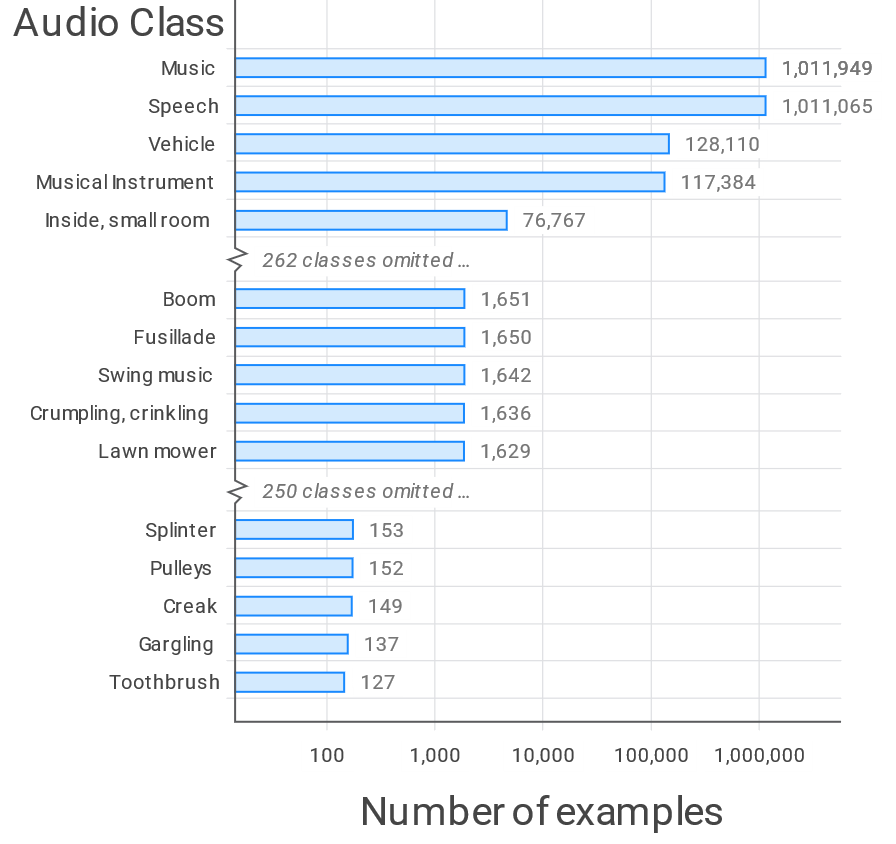 Audio Class
Music 1,011,949
Speech 1,011,065
Vehicle 128,110
Musical Instrument 117,384
Inside, small room 76,767
262 classes omitted ...
Boom 1,651
Fusillade 1,650
Swing music 1,642
Crumpling, crinkling 1,636
Lawn mower 1,629
250 classes omitted ...
Splinter 153
Pulleys 152
Creak 149
Gargling 137
Toothbrush 127
100 1,000 10,000 100,000 1,000,000
Number of examples